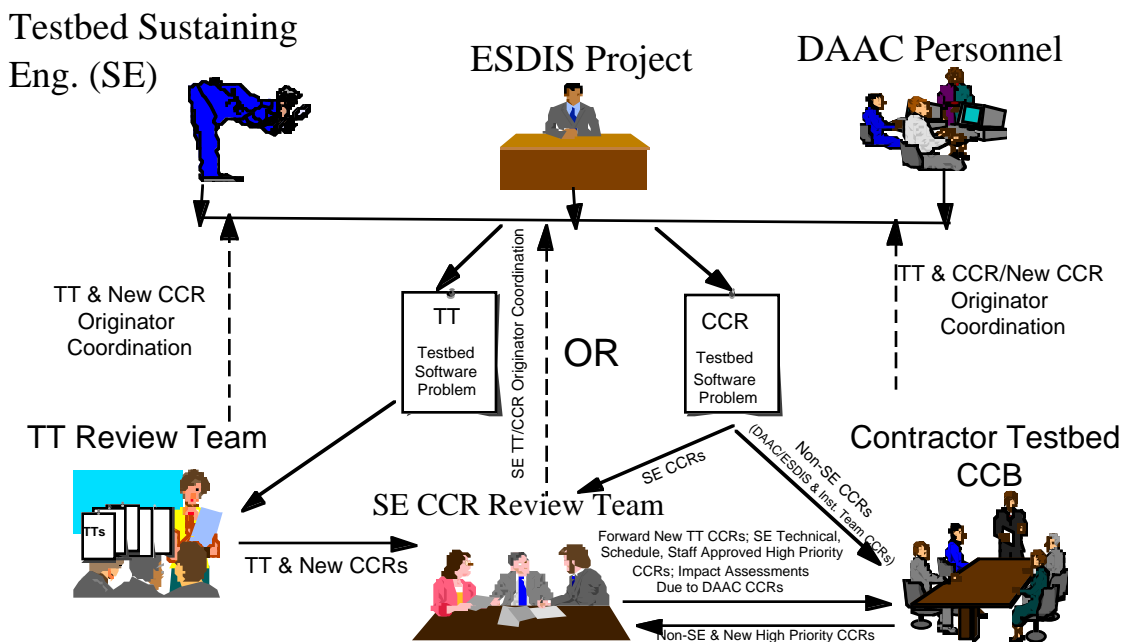 Testbed Sustaining
Eng. (SE)
ESDIS Project
DAAC Personnel
TT & New CCR
Originator
Coordination
TT
Testbed
Software
Problem
SE TT/CCR Originator Coordination
OR
CCR
Testbed
Software
Problem
TT & CCR/New CCR
Originator
Coordination
TT Review Team
TTs
SE CCR Review Team
SE CCRs
Non-SE CCRs
(DAAC/ESDIS & Inst. Team CCRs)
Contractor Testbed
CCB
TT & New CCRs
Forward New TT CCRs; SE Technical,
Schedule, Staff Approved High Priority
CCRs; Impact Assessments
Due to DAAC CCRs
Non-SE & New High Priority CCRs